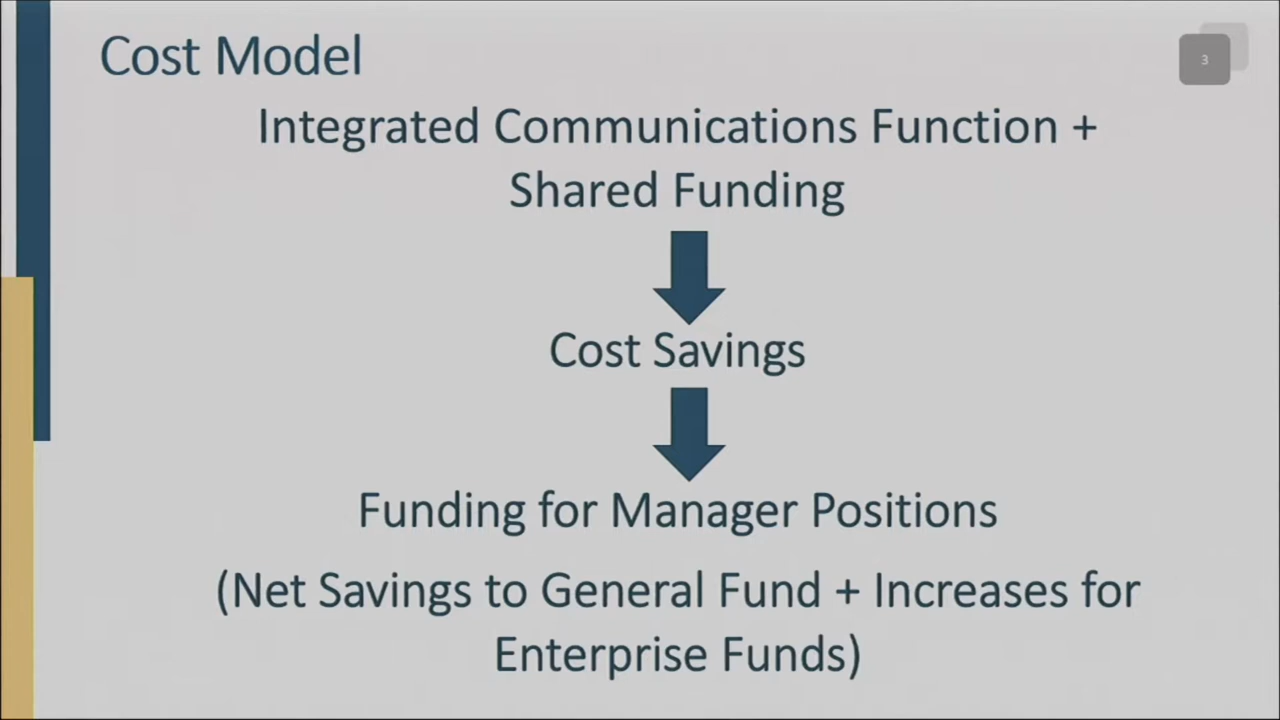 Cost Model
3
Integrated Communications Function +
Shared Funding
Cost Savings
Funding for Manager Positions
(Net Savings to General Fund + Increases for
Enterprise Funds)